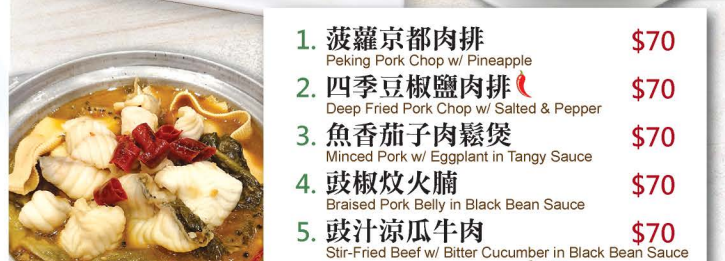 1. 菠蘿京都肉排 $70
Peking Pork Chop w/ Pineapple
2. 四季豆椒鹽肉排 $70
Deep Fried Pork Chop w/ Salted & Pepper
3. 魚香茄子肉鬆煲 $70
Minced Pork w/ Eggplant in Tangy Sauce
4. 豉椒炆火腩 $70
Braised Pork Belly in Black Bean Sauce
5. 豉汁涼瓜牛肉 $70
Stir-Fried Beef w/ Bitter Cucumber in Black Bean Sauce